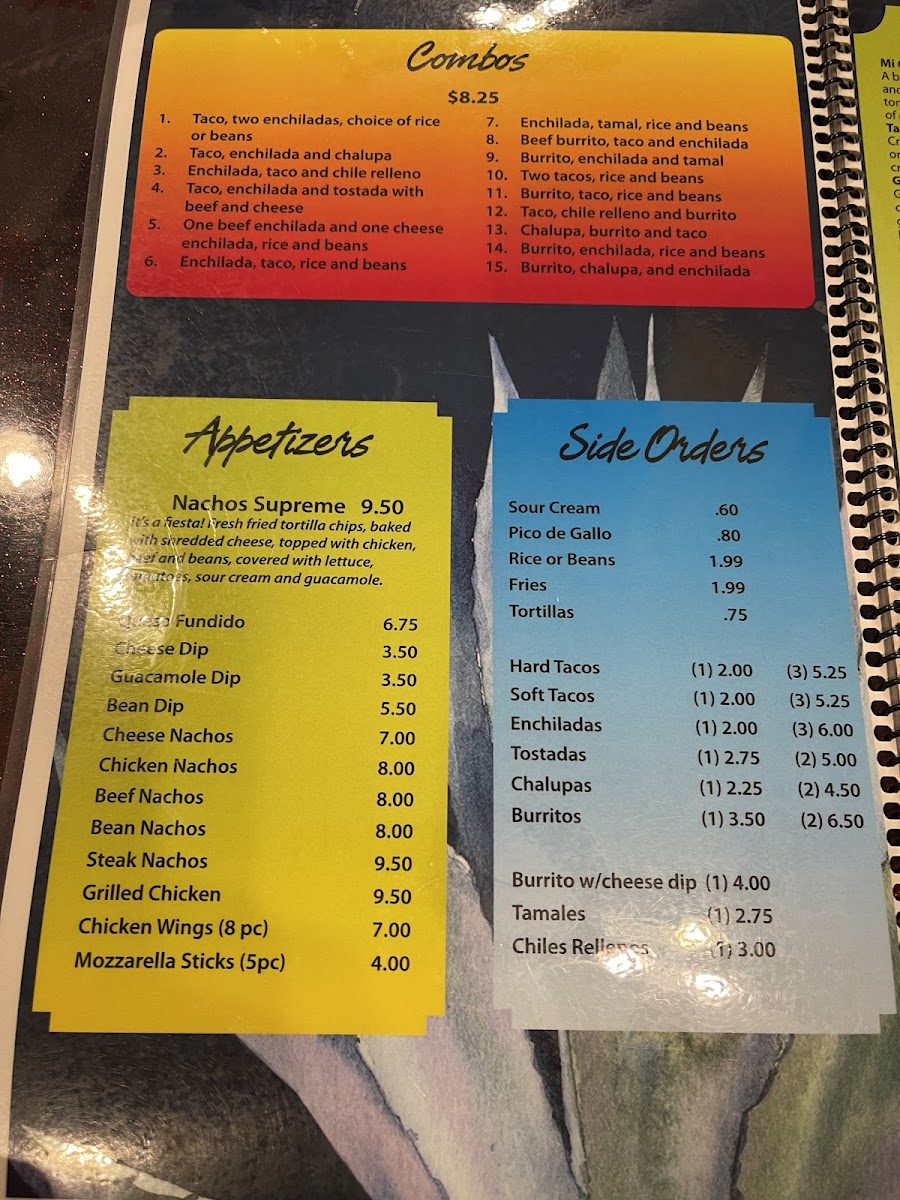 Combos
$8.25
1. Taco, two enchiladas, choice of rice
or beans
2. Taco, enchilada and chalupa
3. Enchilada, taco and chile relleno
4. Taco, enchilada and tostada with
beef and cheese
5. One beef enchilada and one cheese
enchilada, rice and beans
6. Enchilada, taco, rice and beans
7. Enchilada, tamal, rice and beans
8. Beef burrito, taco and enchilada
9. Burrito, enchilada and tamal
10. Two tacos, rice and beans
11. Burrito, taco, rice and beans
12. Taco, chile relleno and burrito
13. Chalupa, burrito and taco
14. Burrito, enchilada, rice and beans
15. Burrito, chalupa, and enchilada
Appetizers
Nachos Supreme 9.50
It's a fiesta! Fresh fried tortilla chips, baked
with shredded cheese, topped with chicken,
beef and beans, covered with lettuce,
tomatoes, sour cream and guacamole.
Queso Fundido 6.75
Cheese Dip 3.50
Guacamole Dip 3.50
Bean Dip 5.50
Cheese Nachos 7.00
Chicken Nachos 8.00
Beef Nachos 8.00
Bean Nachos 8.00
Steak Nachos 9.50
Grilled Chicken 9.50
Chicken Wings (8 pc) 7.00
Mozzarella Sticks (5pc) 4.00
Side Orders
Sour Cream .60
Pico de Gallo .80
Rice or Beans 1.99
Fries 1.99
Tortillas .75
Hard Tacos (1) 2.00 (3) 5.25
Soft Tacos (1) 2.00 (3) 5.25
Enchiladas (1) 2.00 (3) 6.00
Tostadas (1) 2.75 (2) 5.00
Chalupas (1) 2.25 (2) 4.50
Burritos (1) 3.50 (2) 6.50
Burrito w/cheese dip (1) 4.00
Tamales (1) 2.75
Chiles Rellenos (1) 3.00
Mi
A b
and
of